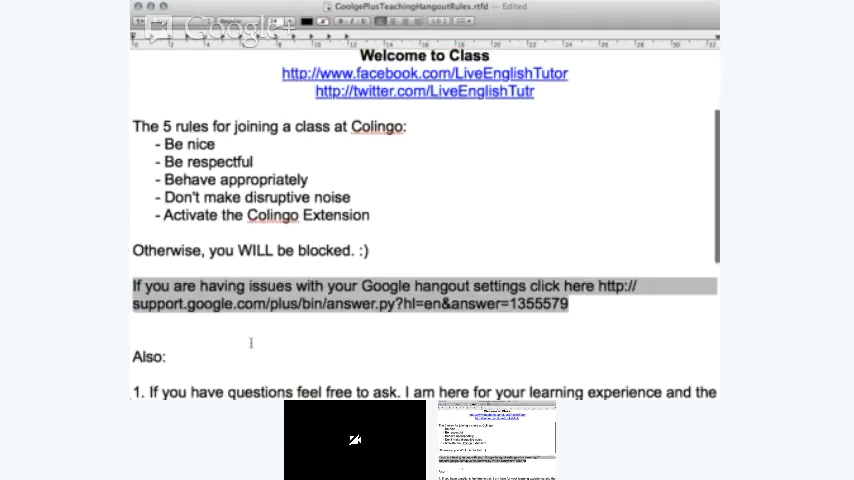 CoolgePlusTeachingHangoutRules.rtfd — Edited
Google+
Welcome to Class
http://www.facebook.com/LiveEnglishTutor
http://twitter.com/LiveEnglishTutr
The 5 rules for joining a class at Colingo:
- Be nice
- Be respectful
- Behave appropriately
- Don't make disruptive noise
- Activate the Colingo Extension
Otherwise, you WILL be blocked. :)
If you are having issues with your Google hangout settings click here http://
support.google.com/plus/bin/answer.py?hl=en&answer=1355579
Also:
1. If you have questions feel free to ask. I am here for your learning experience and the